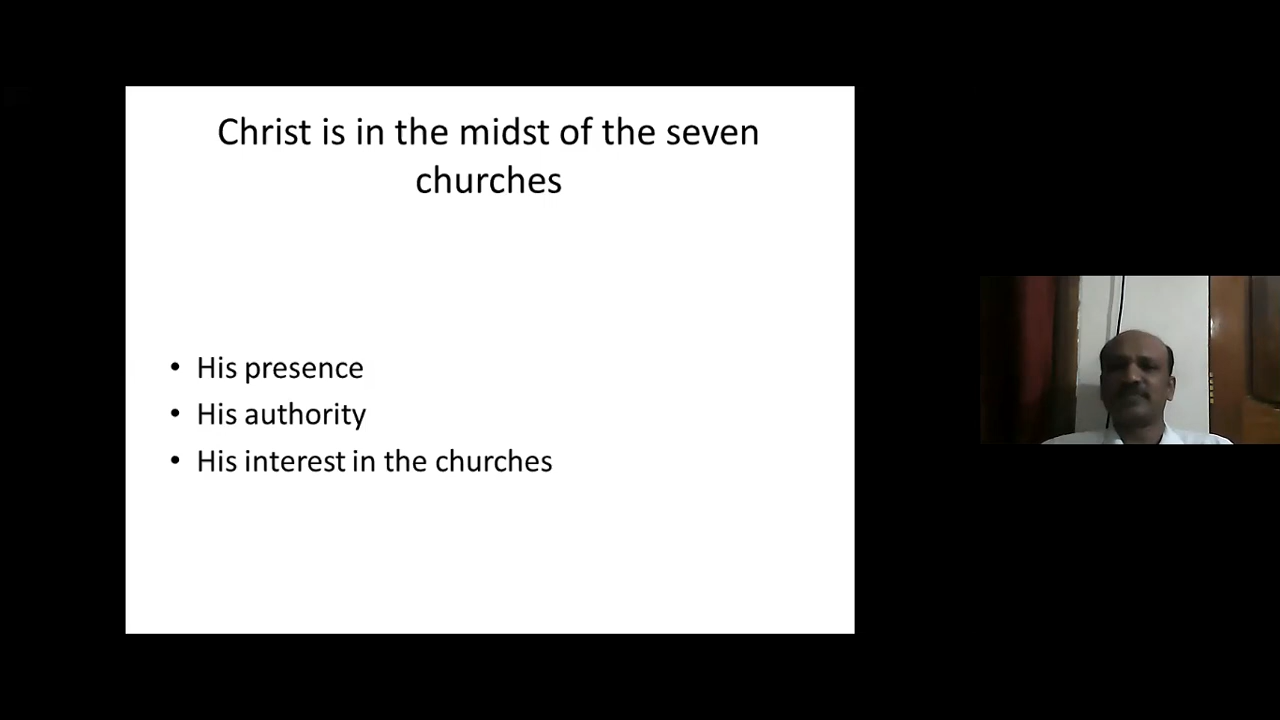 Christ is in the midst of the seven
churches
• His presence
• His authority
• His interest in the churches